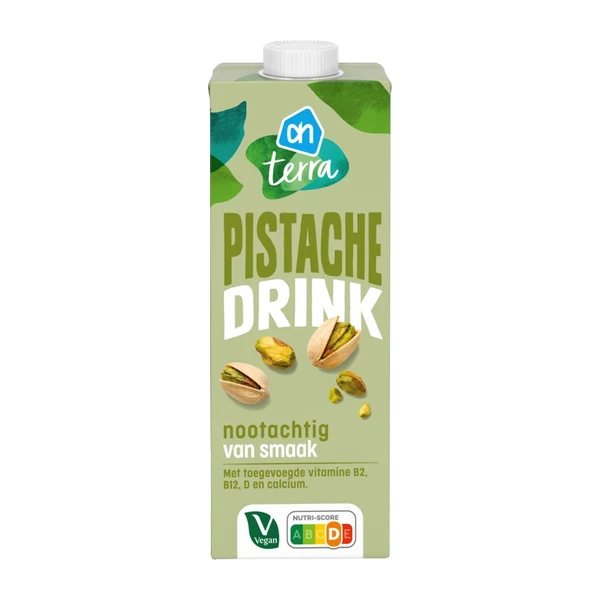 ah
terra
PISTACHE
DRINK
nootachtig
van smaak
Met toegevoegde vitamine B2,
B12, D en calcium.
V
Vegan
NUTRI-SCORE
A B C D E